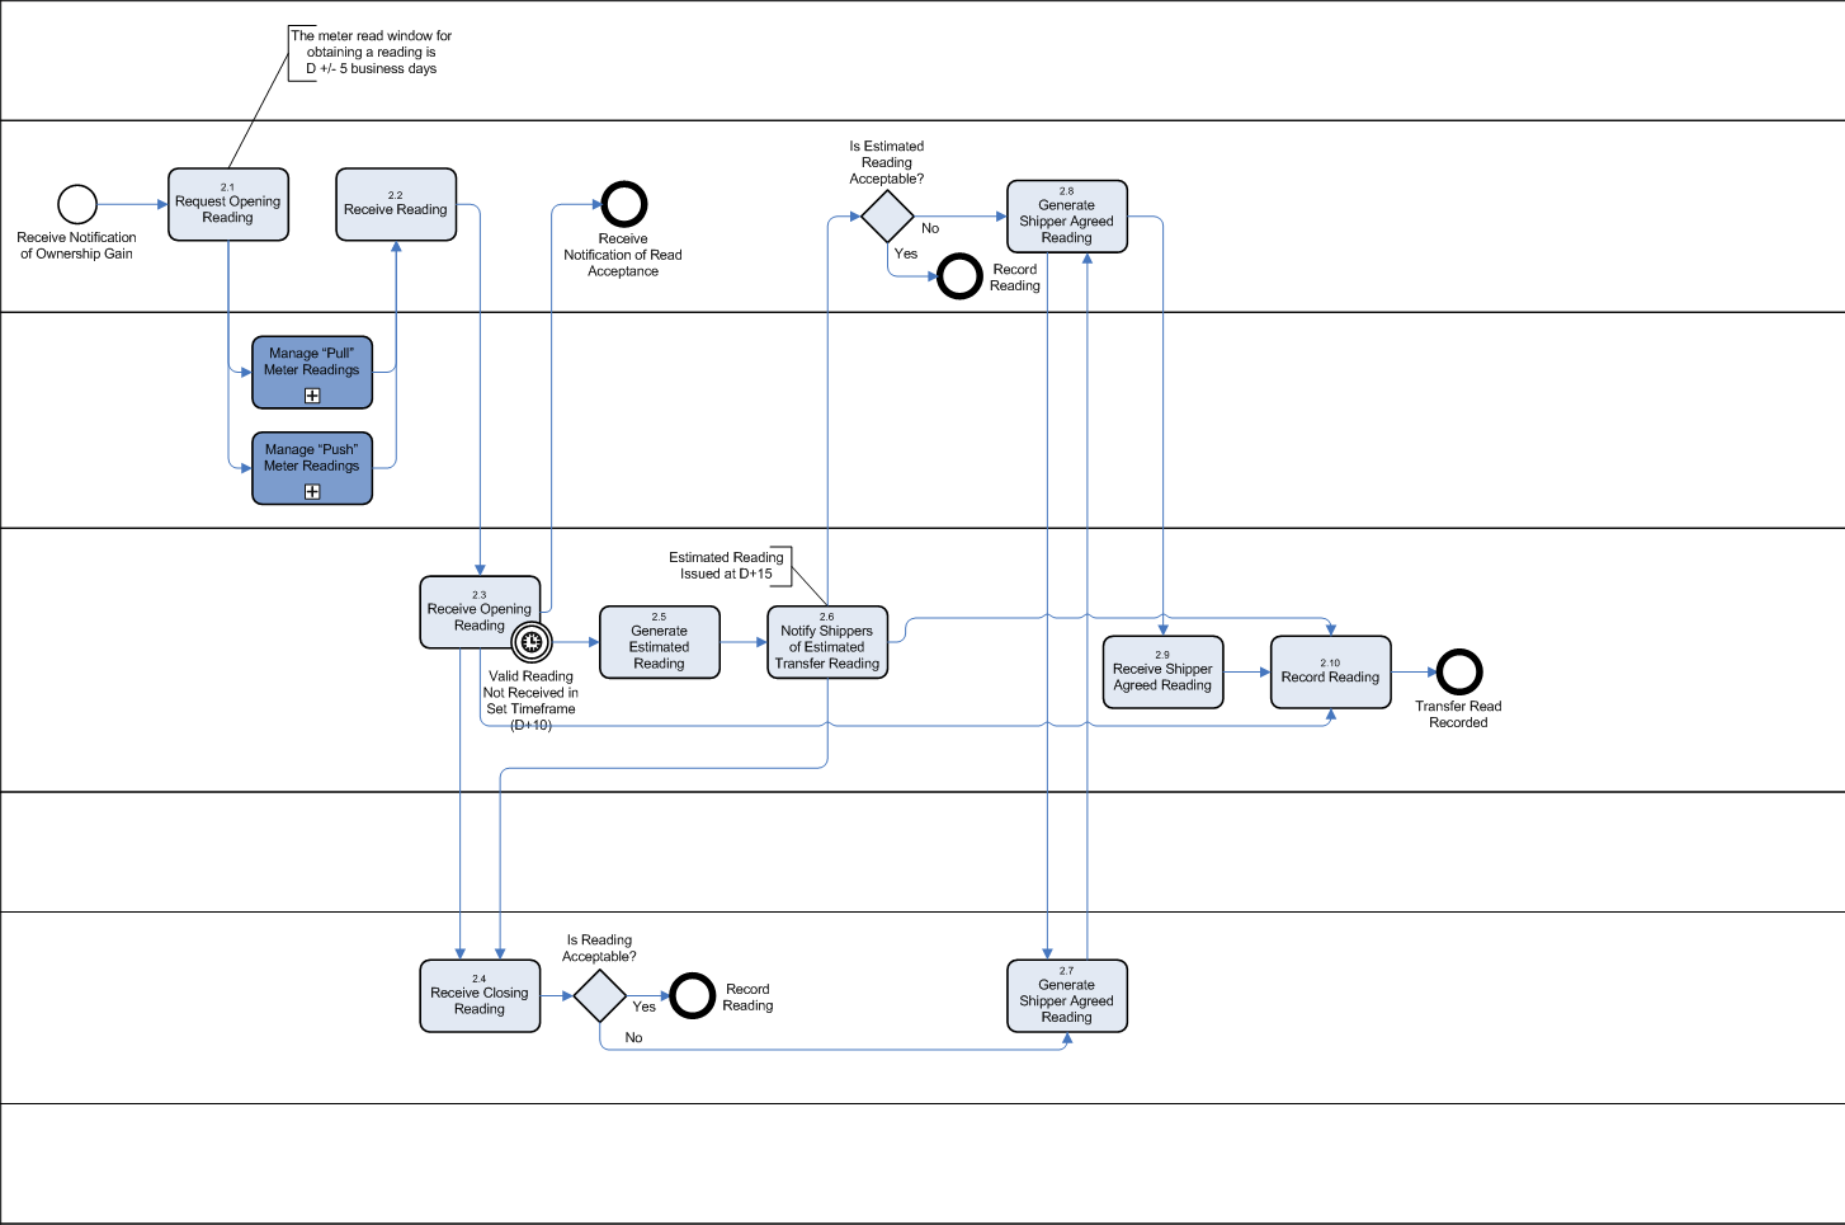 The meter read window for
obtaining a reading is
D +/- 5 business days
Receive Notification
of Ownership Gain
2.1
Request Opening
Reading
2.2
Receive Reading
Receive
Notification of Read
Acceptance
Is Estimated
Reading
Acceptable?
No
Yes
Record
Reading
2.8
Generate
Shipper Agreed
Reading
Manage “Pull”
Meter Readings
Manage “Push”
Meter Readings
2.3
Receive Opening
Reading
Valid Reading
Not Received in
Set Timeframe
(D+10)
2.5
Generate
Estimated
Reading
Estimated Reading
Issued at D+15
2.6
Notify Shippers
of Estimated
Transfer Reading
2.9
Receive Shipper
Agreed Reading
2.10
Record Reading
Transfer Read
Recorded
2.4
Receive Closing
Reading
Is Reading
Acceptable?
Yes
No
Record
Reading
2.7
Generate
Shipper Agreed
Reading